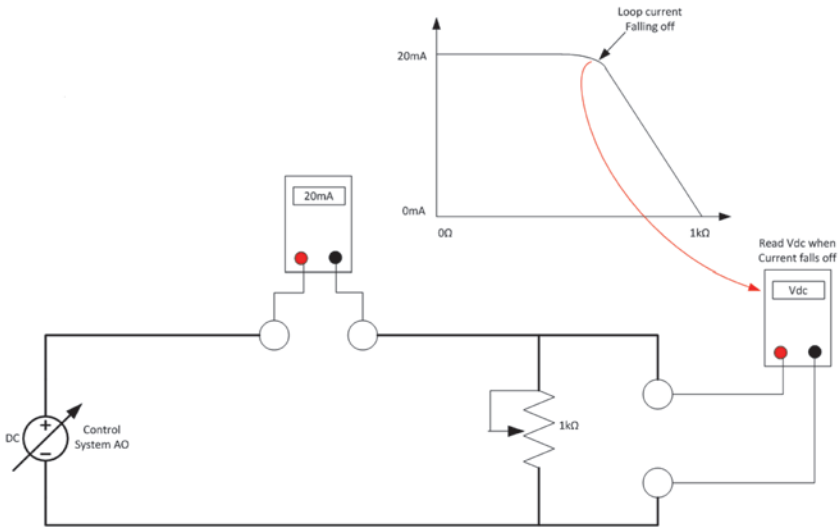 Loop current
Falling off
20mA
0mA
0Ω
1kΩ
20mA
Read Vdc when
Current falls off
Vdc
DC
+
−
Control
System AO
1kΩ